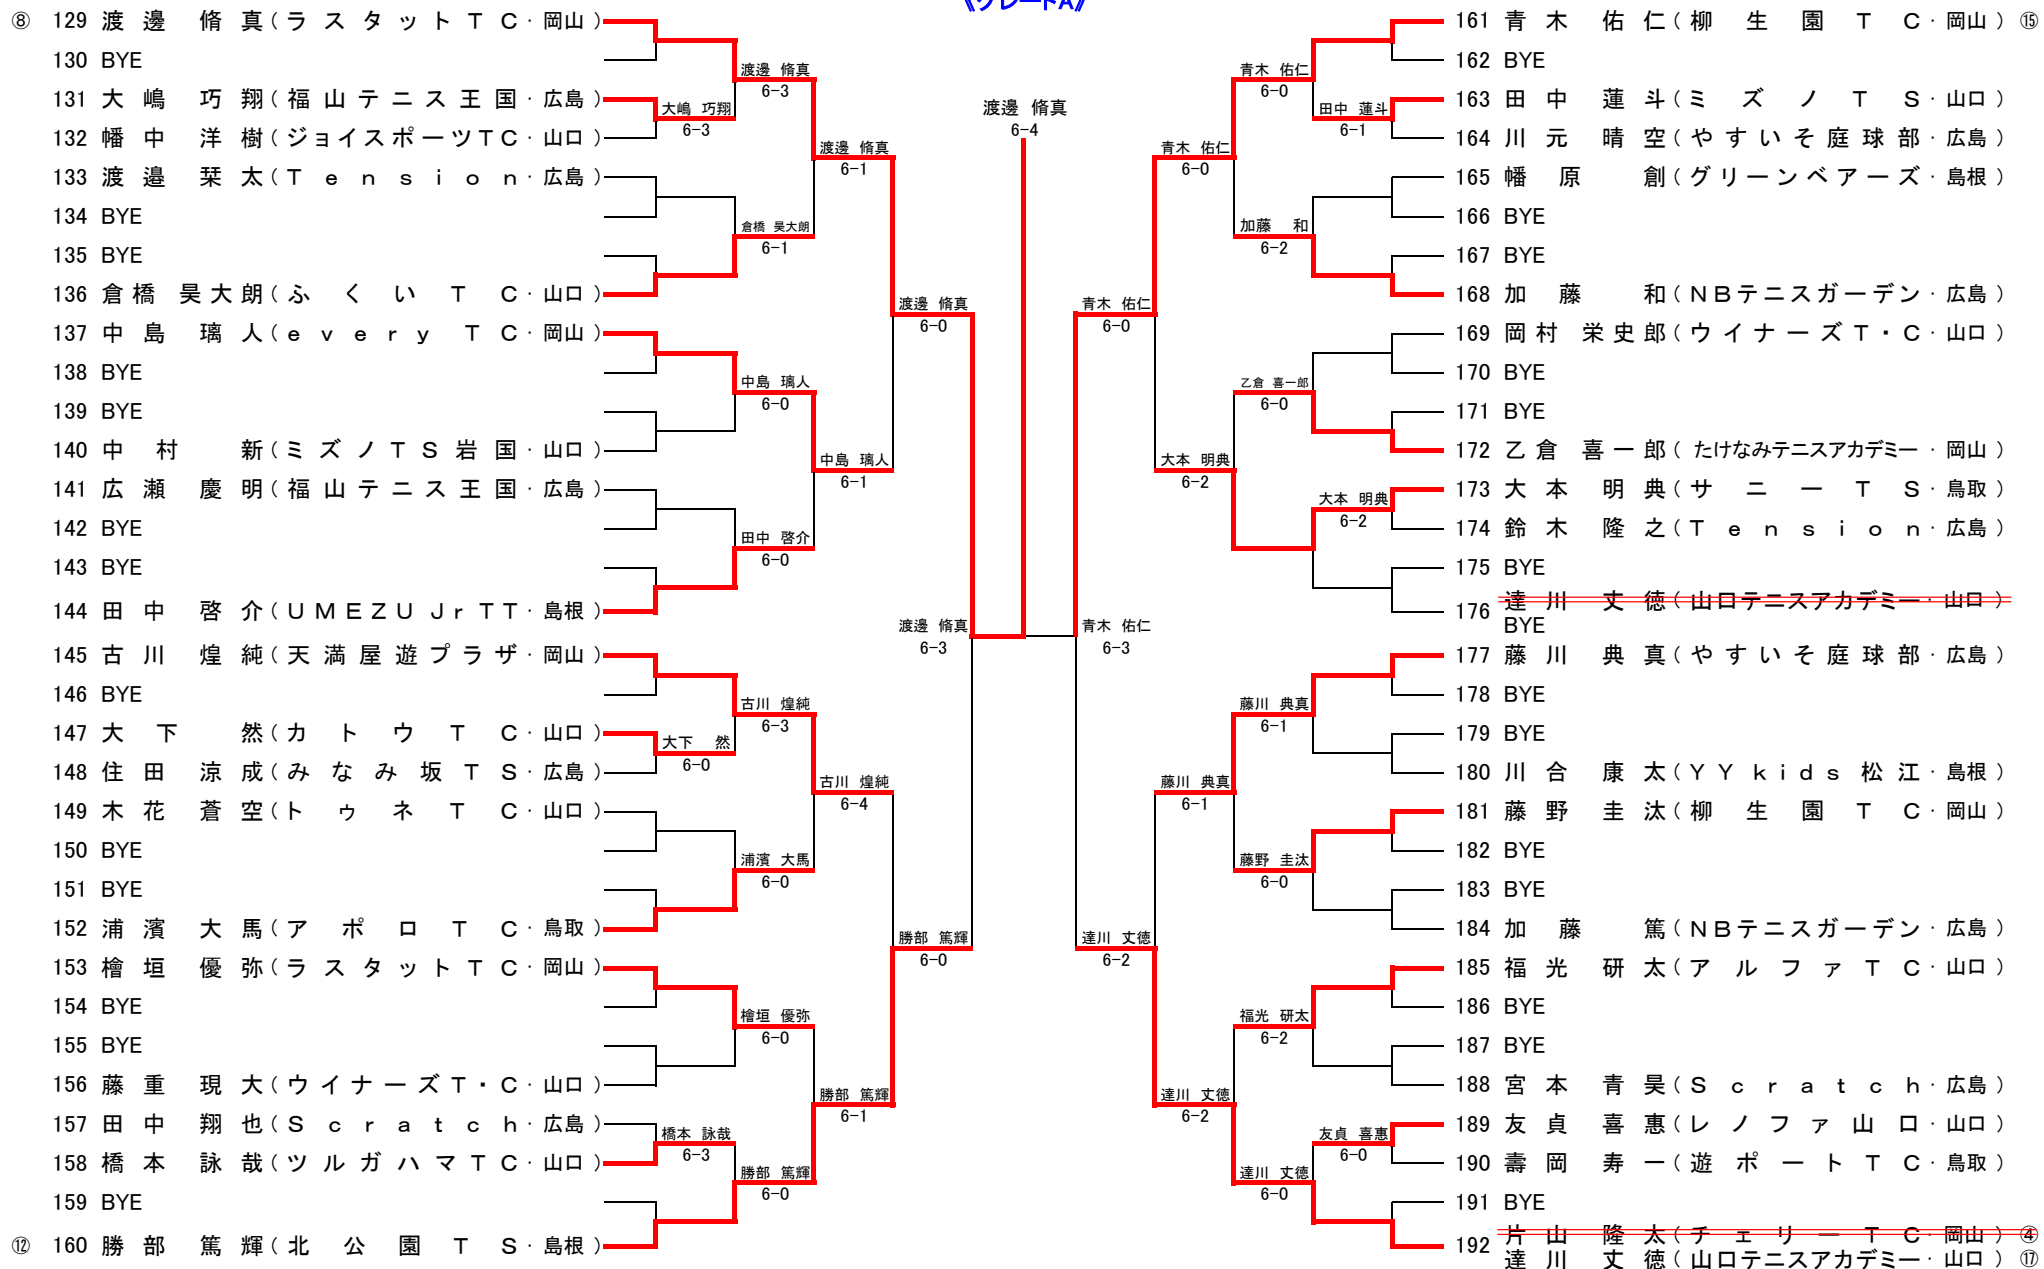 《グレードA》
⑧ 129 渡邊 脩真(ラスタットTC・岡山)
130 BYE
131 大嶋 巧翔(福山テニス王国・広島)
132 幡中 洋樹(ジョイスポーツTC・山口)
133 渡邉 栞太(Tension・広島)
134 BYE
135 BYE
136 倉橋 昊大朗(ふくいTC・山口)
137 中島 璃人(every TC・岡山)
138 BYE
139 BYE
140 中村 新(ミズノTS岩国・山口)
141 広瀬 慶明(福山テニス王国・広島)
142 BYE
143 BYE
144 田中 啓介(UMEZU JrTT・島根)
145 古川 煌純(天満屋遊プラザ・岡山)
146 BYE
147 大下 然(カトウTC・山口)
148 住田 涼成(みなみ坂TS・広島)
149 木花 蒼空(トゥネTC・山口)
150 BYE
151 BYE
152 浦濱 大馬(アポロTC・鳥取)
153 檜垣 優弥(ラスタットTC・岡山)
154 BYE
155 BYE
156 藤重 現大(ウイナーズT・C・山口)
157 田中 翔也(Scratch・広島)
158 橋本 詠哉(ツルガハマTC・山口)
159 BYE
⑫ 160 勝部 篤輝(北公園TS・島根)
大嶋 巧翔
6-3
大下 然
6-0
橋本 詠哉
6-3
渡邊 脩真
6-3
倉橋 昊大朗
6-1
中島 璃人
6-0
田中 啓介
6-0
古川 煌純
6-3
浦濱 大馬
6-0
檜垣 優弥
6-0
勝部 篤輝
6-0
渡邊 脩真
6-1
中島 璃人
6-1
古川 煌純
6-4
勝部 篤輝
6-1
渡邊 脩真
6-0
勝部 篤輝
6-0
渡邊 脩真
6-3
渡邊 脩真
6-4
青木 佑仁
6-3
青木 佑仁
6-0
達川 丈徳
6-2
青木 佑仁
6-0
大本 明典
6-2
藤川 典真
6-1
達川 丈徳
6-2
青木 佑仁
6-0
加藤 和
6-2
乙倉 喜一郎
6-0
藤川 典真
6-1
藤野 圭汰
6-0
福光 研太
6-2
達川 丈徳
6-0
田中 蓮斗
6-1
大本 明典
6-2
友貞 喜惠
6-0
161 青木 佑仁(柳生園TC・岡山) ⑮
162 BYE
163 田中 蓮斗(ミズノTS・山口)
164 川元 晴空(やすいそ庭球部・広島)
165 幡原 創(グリーンベアーズ・島根)
166 BYE
167 BYE
168 加藤 和(NBテニスガーデン・広島)
169 岡村 栄史郎(ウイナーズT・C・山口)
170 BYE
171 BYE
172 乙倉 喜一郎(たけなみテニスアカデミー・岡山)
173 大本 明典(サニーTS・鳥取)
174 鈴木 隆之(Tension・広島)
175 BYE
176 達川 丈徳(山口テニスアカデミー・山口)
BYE
177 藤川 典真(やすいそ庭球部・広島)
178 BYE
179 BYE
180 川合 康太(YYkids松江・島根)
181 藤野 圭汰(柳生園TC・岡山)
182 BYE
183 BYE
184 加藤 篤(NBテニスガーデン・広島)
185 福光 研太(アルファTC・山口)
186 BYE
187 BYE
188 宮本 青昊(Scratch・広島)
189 友貞 喜惠(レノファ山口・山口)
190 壽岡 寿一(遊ポートTC・鳥取)
191 BYE
192 片山 隆太(チェリーTC・岡山) ④
達川 丈徳(山口テニスアカデミー・山口) ⑰